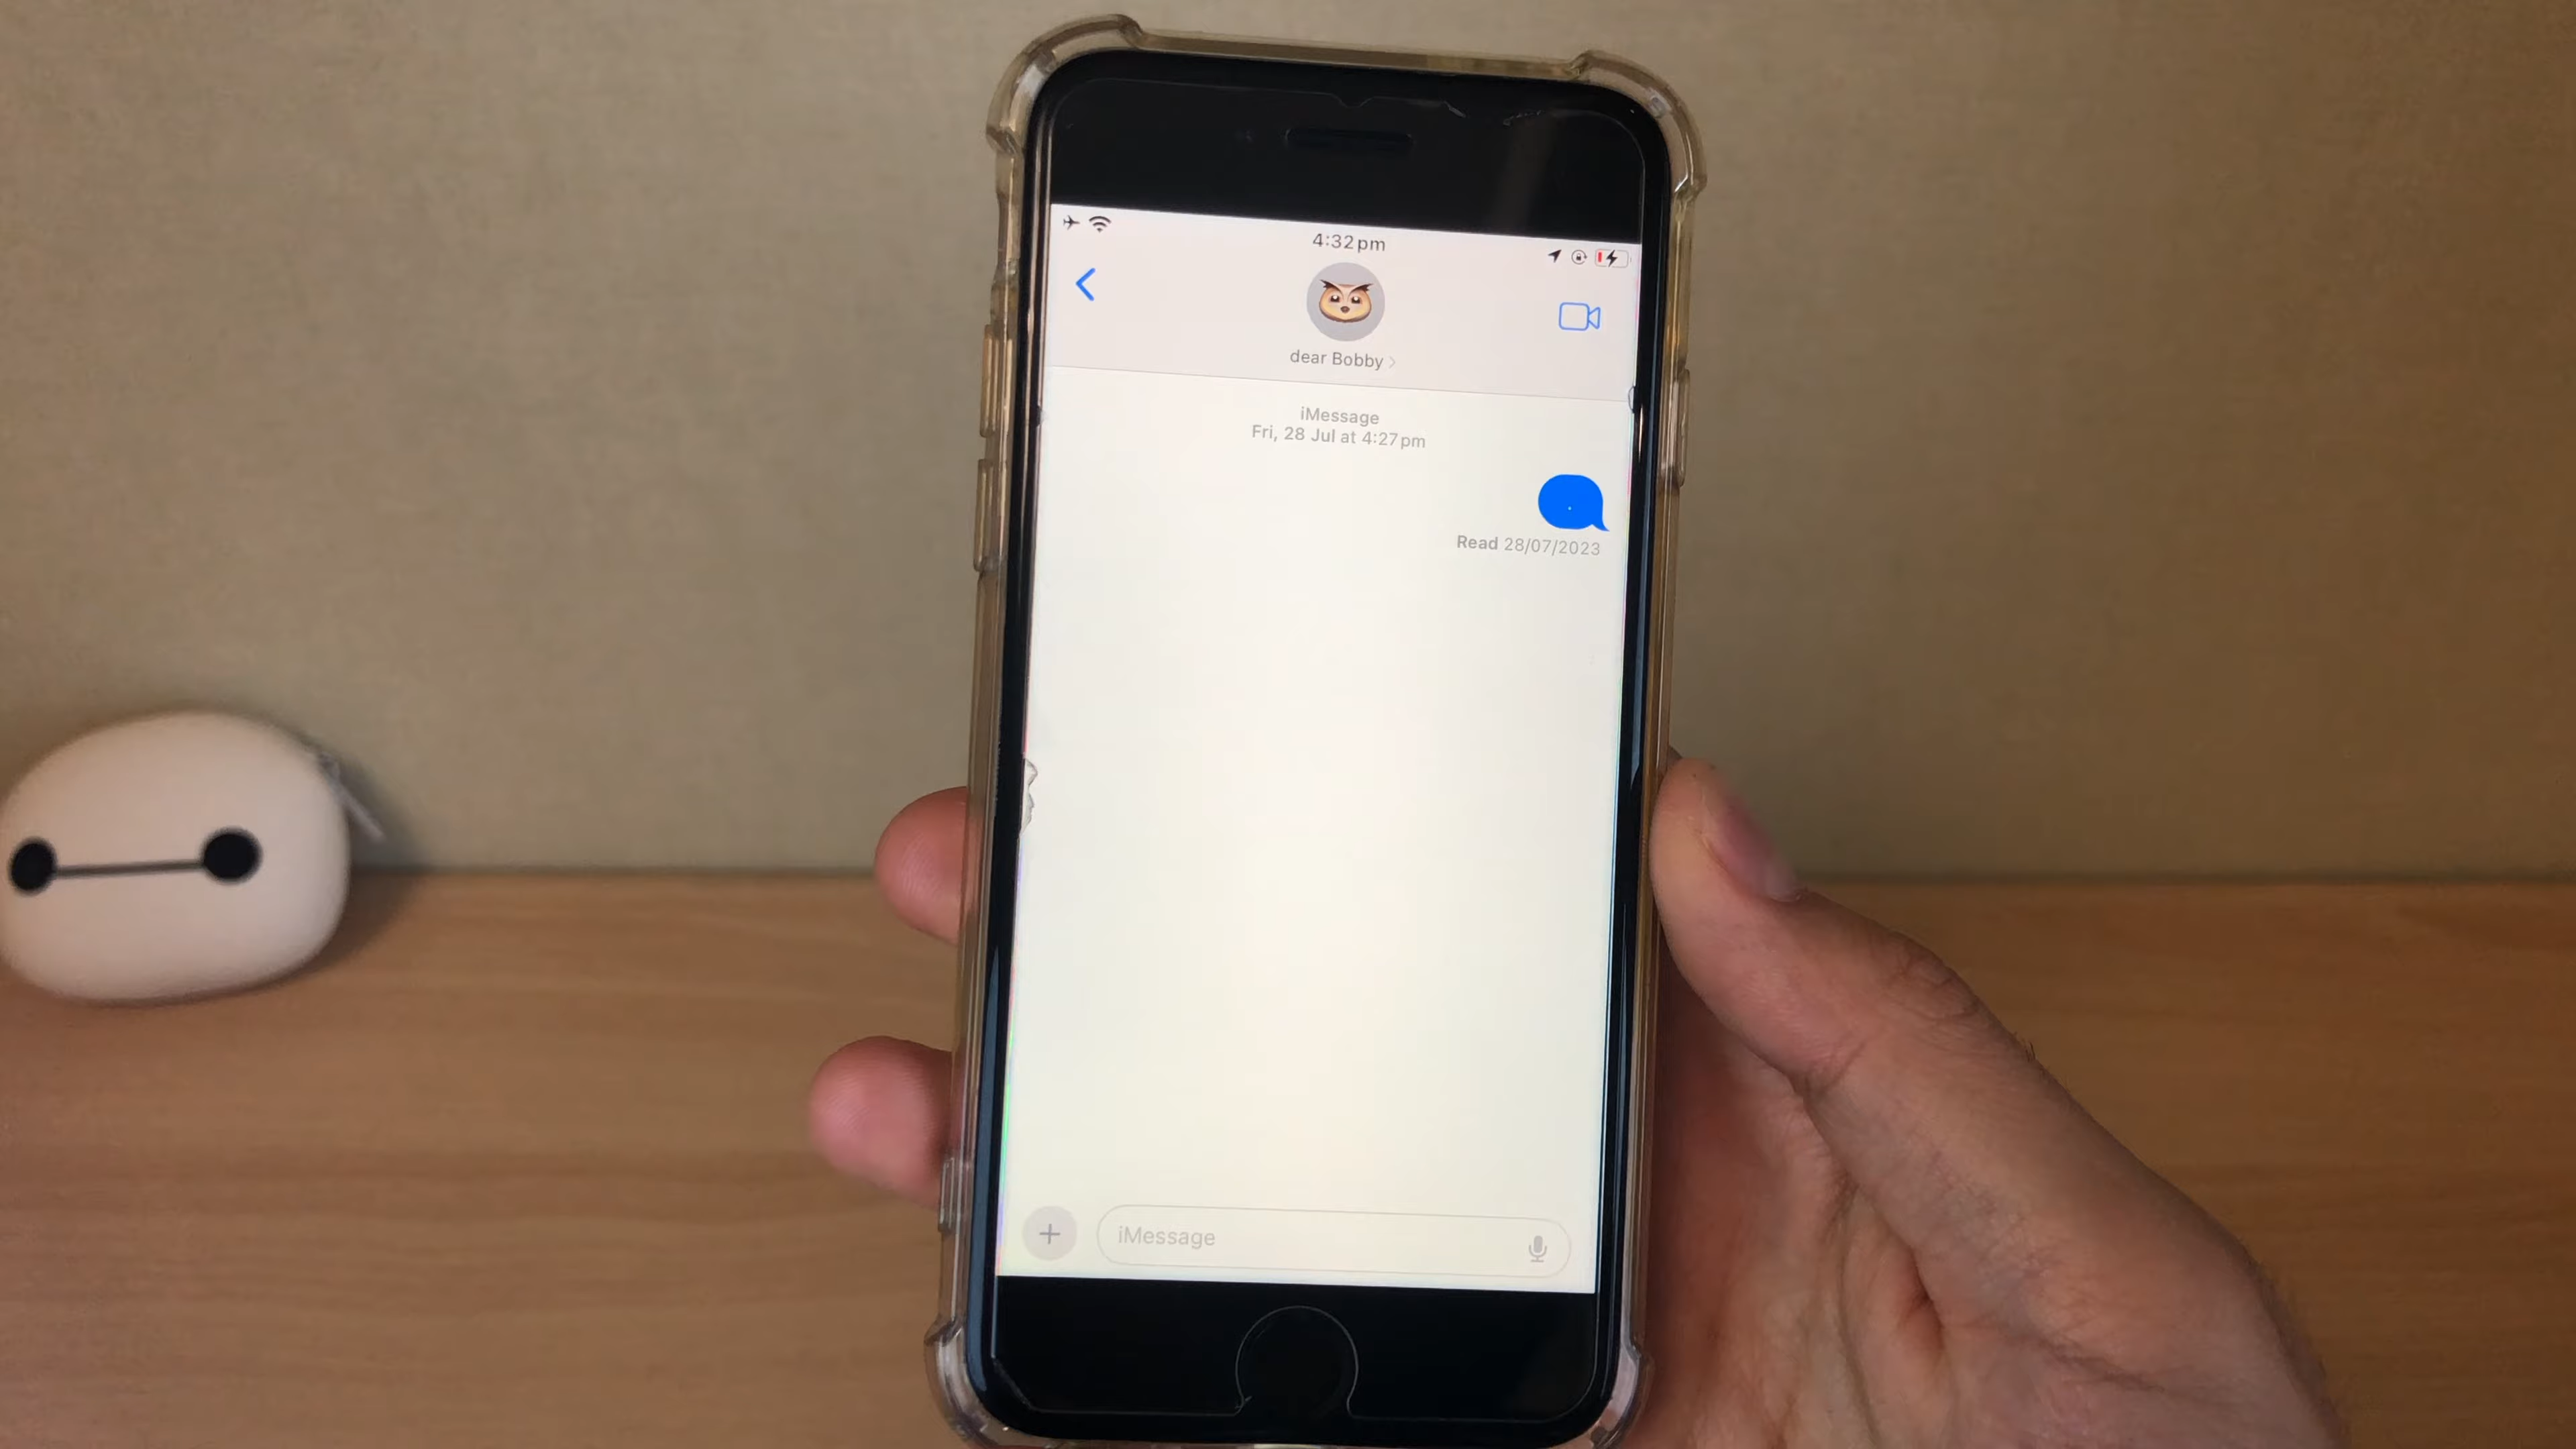 4:32 pm
dear Bobby
iMessage
Fri, 28 Jul at 4:27 pm
.
Read 28/07/2023
iMessage